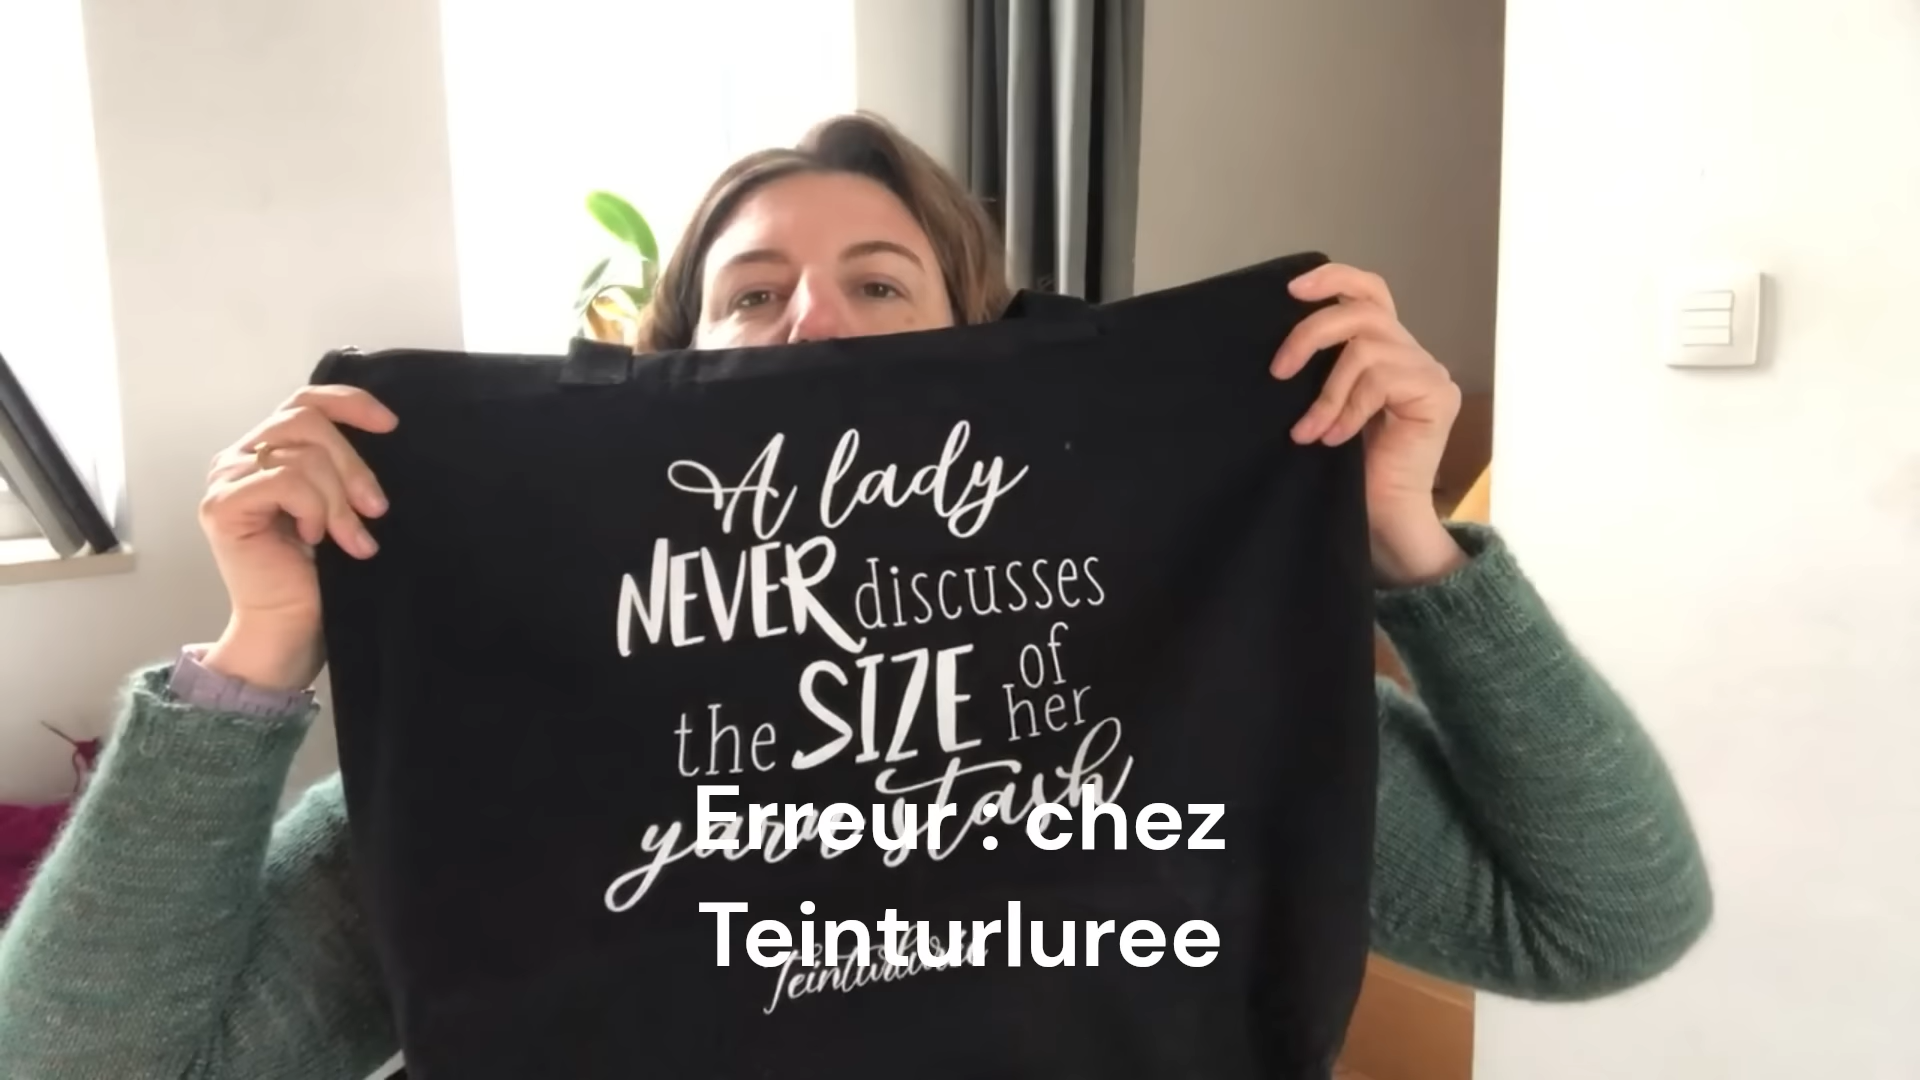 A lady
NEVER discusses
the SIZE of her
yarn stash
Erreur : chez
Teinturluree